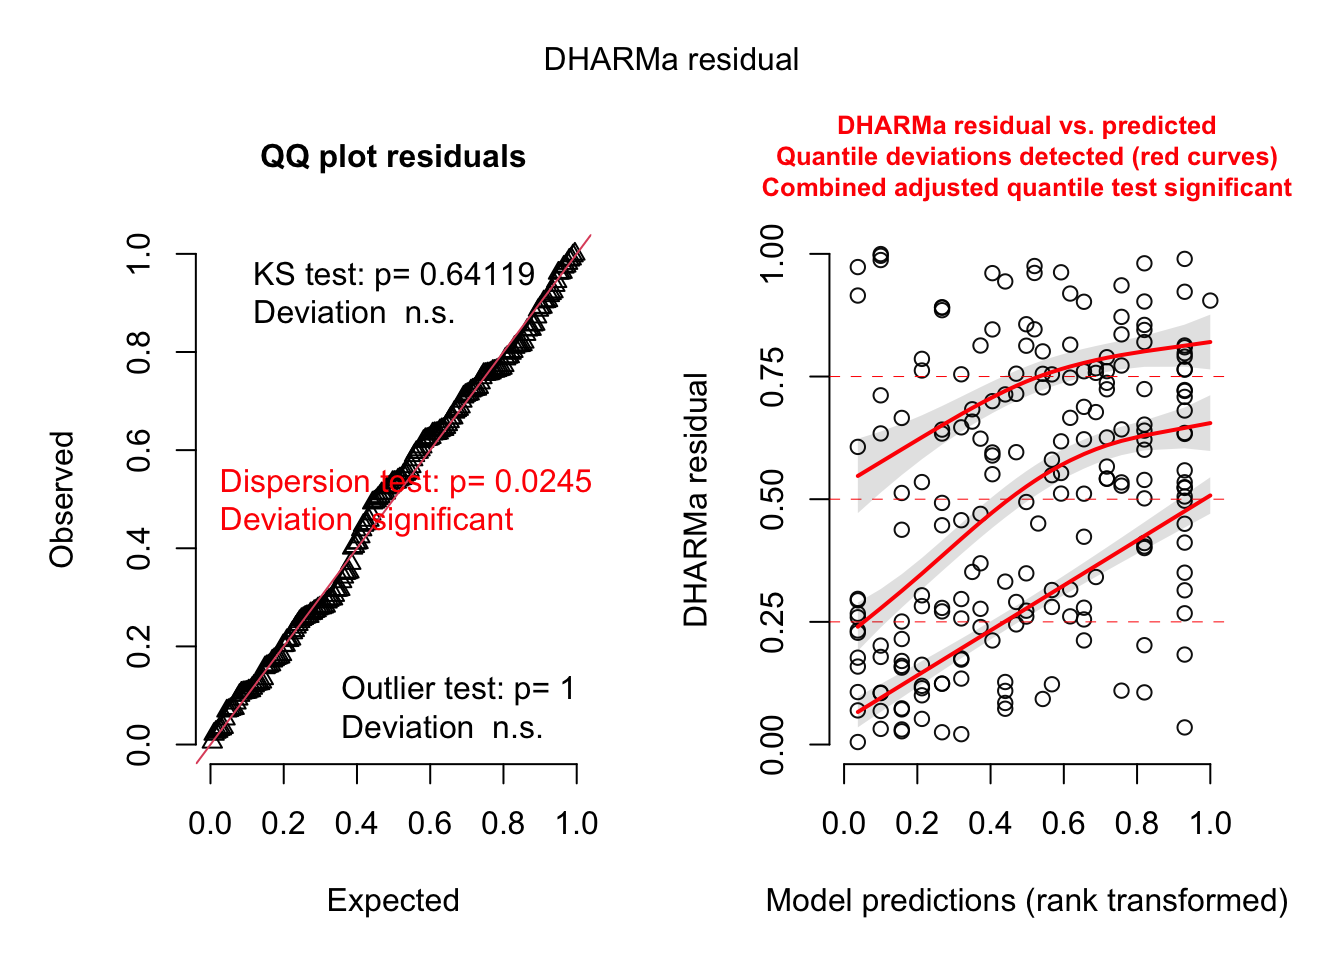 DHARMa residual
QQ plot residuals
KS test: p= 0.64119
Deviation  n.s.
Dispersion test: p= 0.0245
Deviation  significant
Outlier test: p= 1
Deviation  n.s.
Observed
0.0 0.2 0.4 0.6 0.8 1.0
0.0 0.2 0.4 0.6 0.8 1.0
Expected
DHARMa residual vs. predicted
Quantile deviations detected (red curves)
Combined adjusted quantile test significant
DHARMa residual
0.00 0.25 0.50 0.75 1.00
0.0 0.2 0.4 0.6 0.8 1.0
Model predictions (rank transformed)